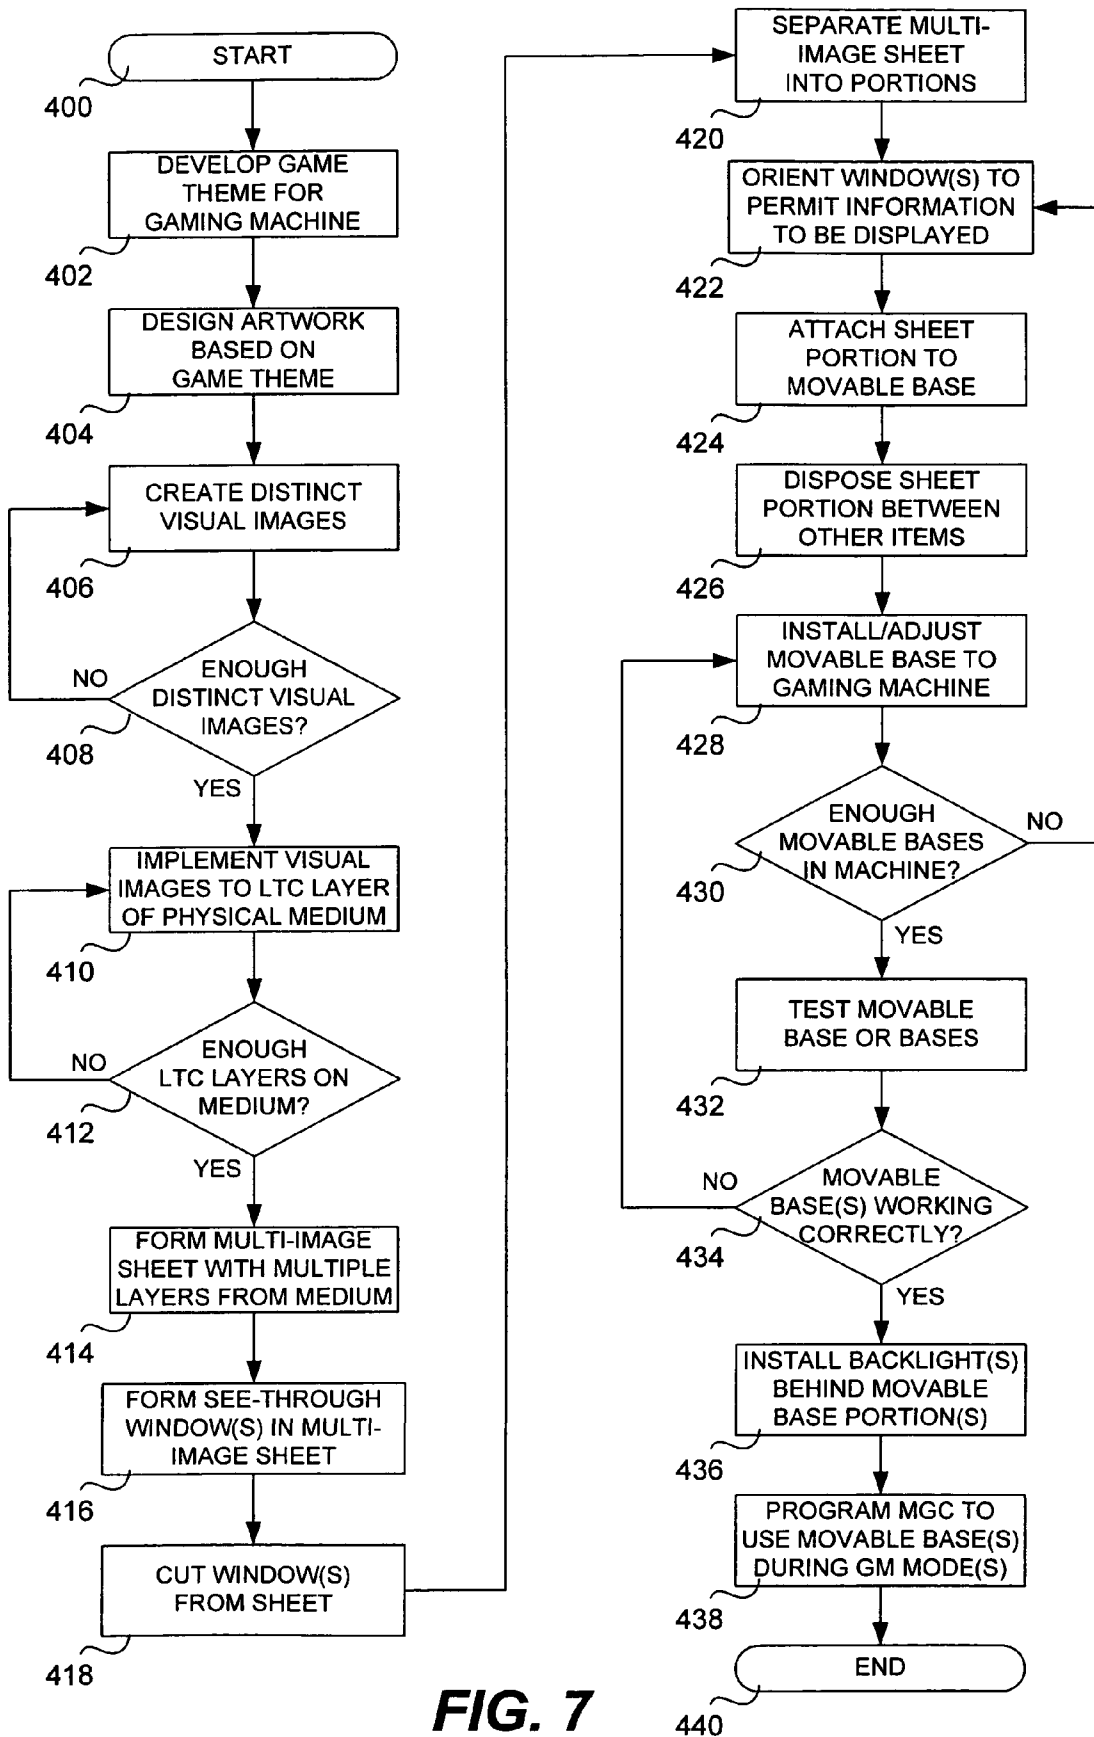 START
400
DEVELOP GAME
THEME FOR
GAMING MACHINE
402
DESIGN ARTWORK
BASED ON
GAME THEME
404
CREATE DISTINCT
VISUAL IMAGES
406
ENOUGH
DISTINCT VISUAL
IMAGES?
NO
408
YES
IMPLEMENT VISUAL
IMAGES TO LTC LAYER
OF PHYSICAL MEDIUM
410
ENOUGH
LTC LAYERS ON
MEDIUM?
NO
412
YES
FORM MULTI-IMAGE
SHEET WITH MULTIPLE
LAYERS FROM MEDIUM
414
FORM SEE-THROUGH
WINDOW(S) IN MULTI-
IMAGE SHEET
416
CUT WINDOW(S)
FROM SHEET
418
SEPARATE MULTI-
IMAGE SHEET
INTO PORTIONS
420
ORIENT WINDOW(S) TO
PERMIT INFORMATION
TO BE DISPLAYED
422
ATTACH SHEET
PORTION TO
MOVABLE BASE
424
DISPOSE SHEET
PORTION BETWEEN
OTHER ITEMS
426
INSTALL/ADJUST
MOVABLE BASE TO
GAMING MACHINE
428
ENOUGH
MOVABLE BASES
IN MACHINE?
NO
430
YES
TEST MOVABLE
BASE OR BASES
432
MOVABLE
BASE(S) WORKING
CORRECTLY?
NO
434
YES
INSTALL BACKLIGHT(S)
BEHIND MOVABLE
BASE PORTION(S)
436
PROGRAM MGC TO
USE MOVABLE BASE(S)
DURING GM MODE(S)
438
END
440
FIG. 7